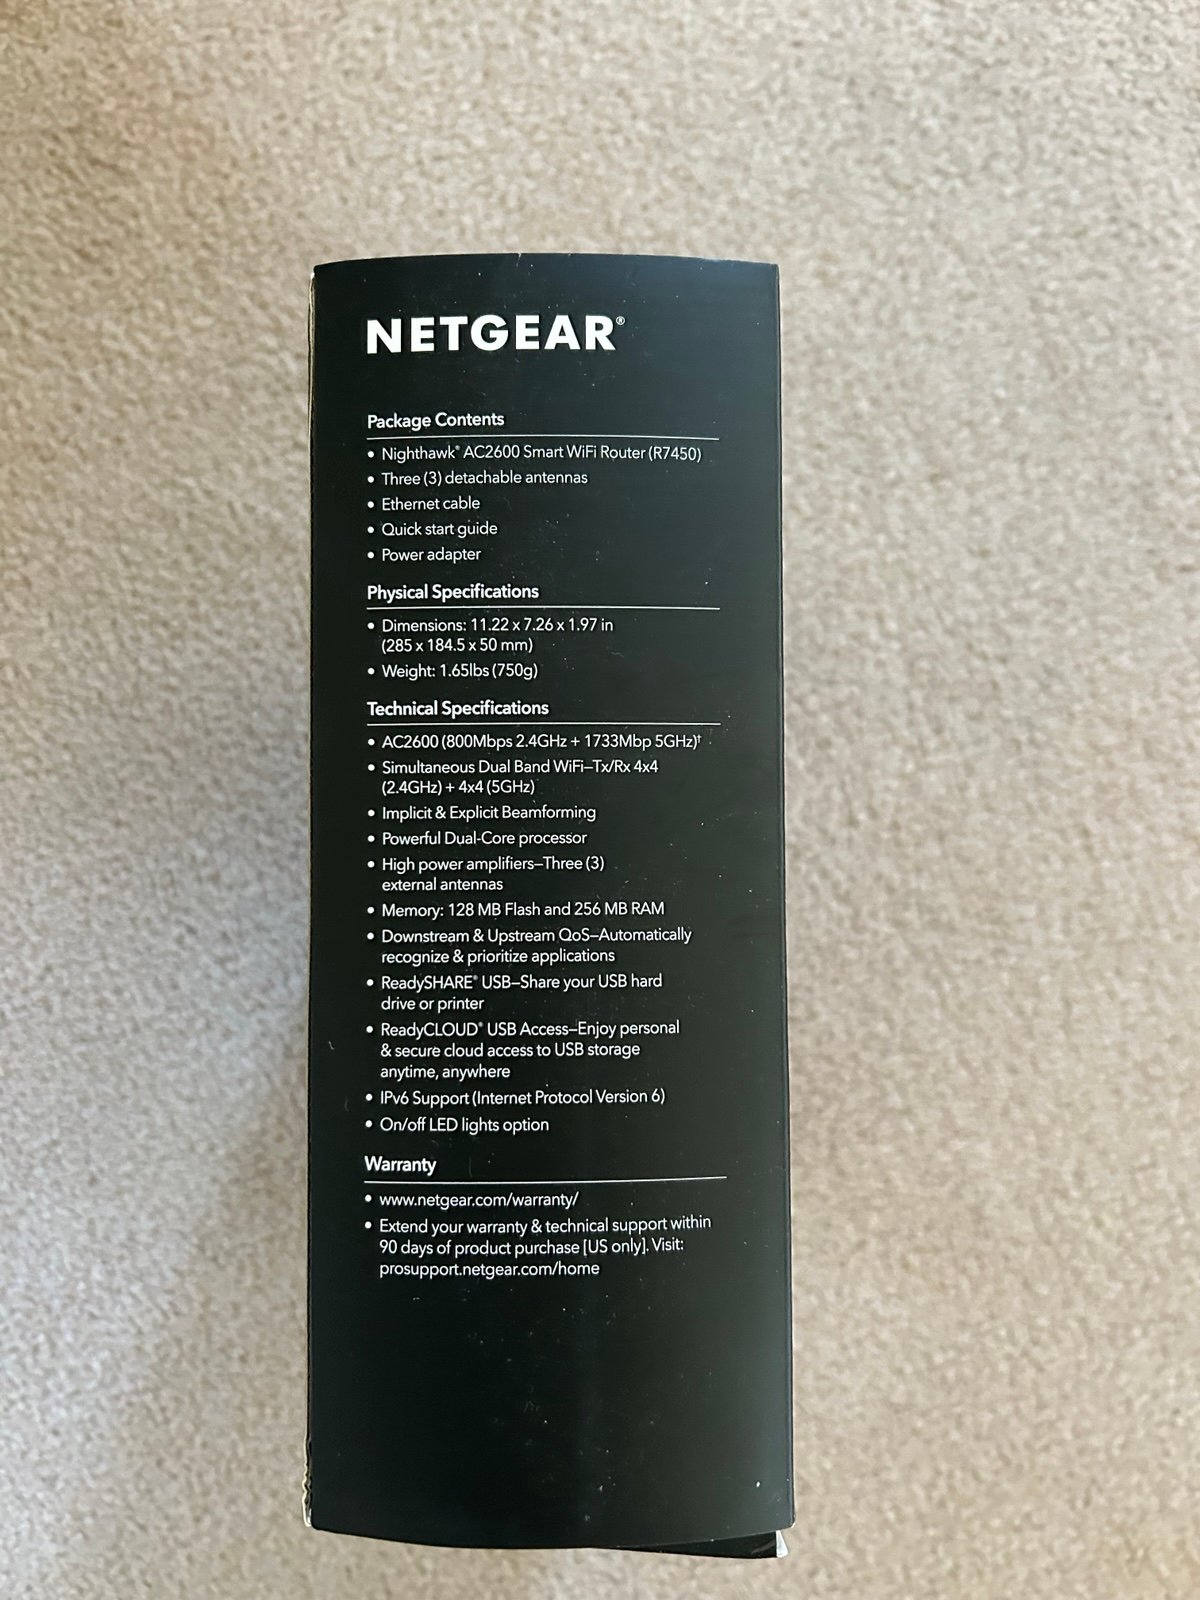 NETGEAR®
Package Contents
• Nighthawk® AC2600 Smart WiFi Router (R7450)
• Three (3) detachable antennas
• Ethernet cable
• Quick start guide
• Power adapter
Physical Specifications
• Dimensions: 11.22 x 7.26 x 1.97 in
(285 x 184.5 x 50 mm)
• Weight: 1.65lbs (750g)
Technical Specifications
• AC2600 (800Mbps 2.4GHz + 1733Mbp 5GHz)†
• Simultaneous Dual Band WiFi–Tx/Rx 4x4
(2.4GHz) + 4x4 (5GHz)
• Implicit & Explicit Beamforming
• Powerful Dual-Core processor
• High power amplifiers–Three (3)
external antennas
• Memory: 128 MB Flash and 256 MB RAM
• Downstream & Upstream QoS–Automatically
recognize & prioritize applications
• ReadySHARE® USB–Share your USB hard
drive or printer
• ReadyCLOUD® USB Access–Enjoy personal
& secure cloud access to USB storage
anytime, anywhere
• IPv6 Support (Internet Protocol Version 6)
• On/off LED lights option
Warranty
• www.netgear.com/warranty/
• Extend your warranty & technical support within
90 days of product purchase [US only]. Visit:
prosupport.netgear.com/home